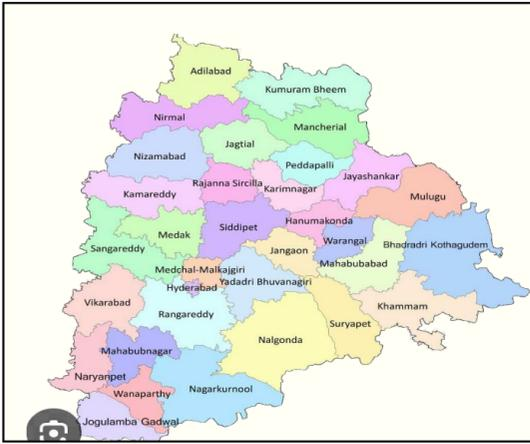 Adilabad
Kumuram Bheem
Nirmal
Mancherial
Jagtial
Nizamabad
Peddapalli
Jayashankar
Rajanna Sircilla
Karimnagar
Kamareddy
Mulugu
Hanumakonda
Siddipet
Medak
Warangal
Bhadradri Kothagudem
Sangareddy
Jangaon
Mahabubabad
Medchal-Malkajgiri
Yadadri Bhuvanagiri
Hyderabad
Vikarabad
Khammam
Rangareddy
Suryapet
Nalgonda
Mahabubnagar
Naryanpet
Nagarkurnool
Wanaparthy
Jogulamba Gadwal